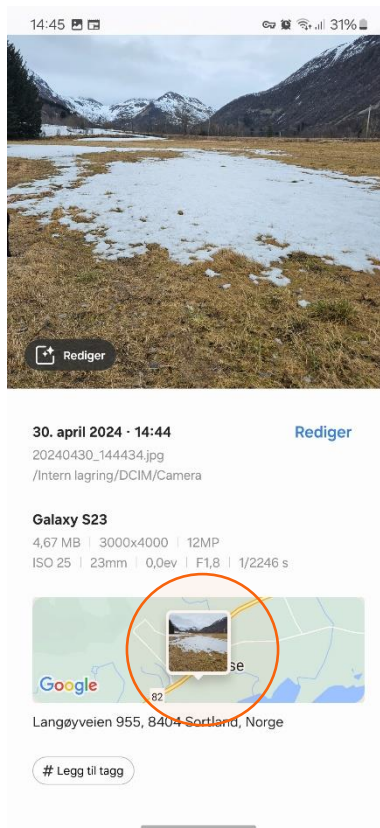 14:45 31%
Rediger
30. april 2024 · 14:44 Rediger
20240430_144434.jpg
/Intern lagring/DCIM/Camera
Galaxy S23
4,67 MB | 3000x4000 | 12MP
ISO 25 | 23mm | 0,0ev | F1,8 | 1/2246 s
se
Google
82
Langøyveien 955, 8404 Sortland, Norge
# Legg til tagg